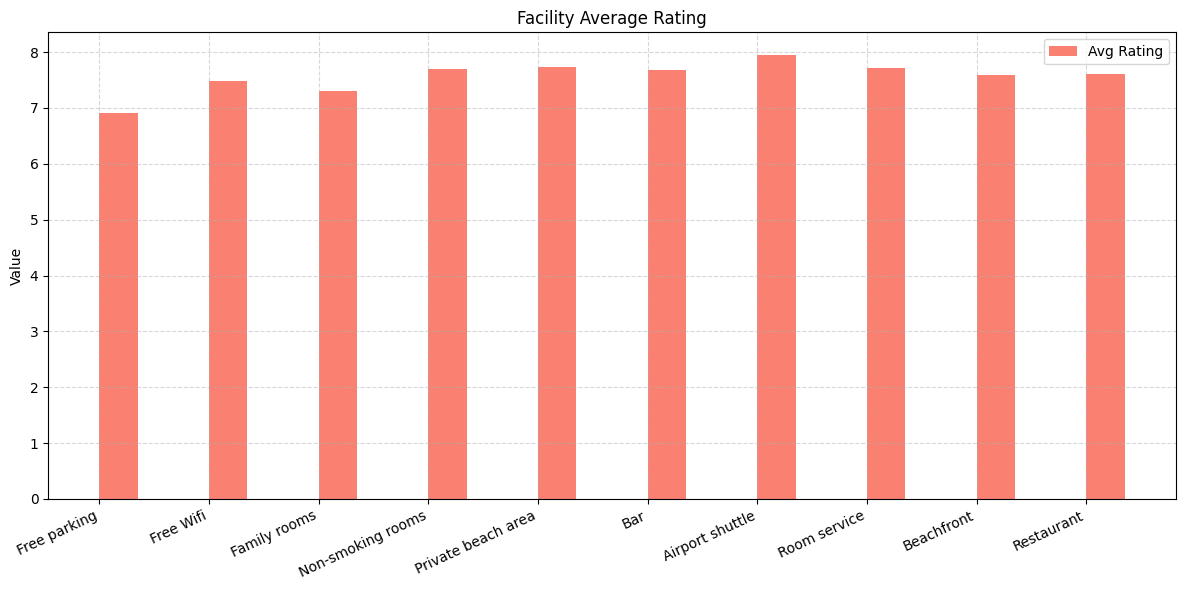 Facility Average Rating
Avg Rating
Value
8
7
6
5
4
3
2
1
0
Free parking
Free Wifi
Family rooms
Non-smoking rooms
Private beach area
Bar
Airport shuttle
Room service
Beachfront
Restaurant